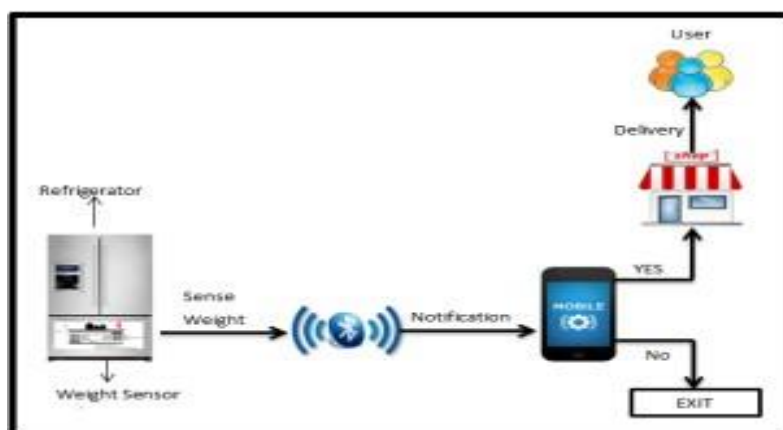 User
Delivery
shop
Refrigerator
Sense
Weight
Notification
MOBILE
YES
No
Weight Sensor
EXIT